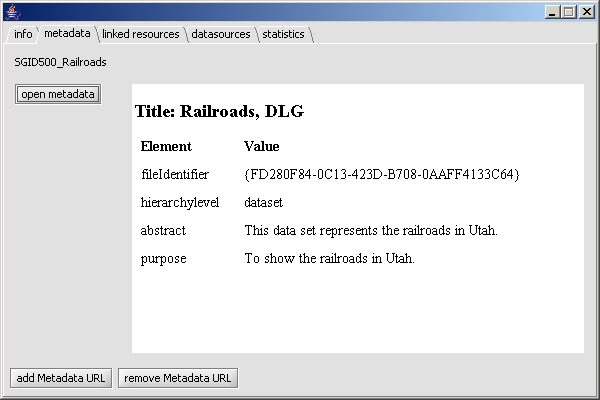 info metadata linked resources datasources statistics
SGID500_Railroads
open metadata
Title: Railroads, DLG
Element Value
fileIdentifier {FD280F84-0C13-423D-B708-0AAFF4133C64}
hierarchylevel dataset
abstract This data set represents the railroads in Utah.
purpose To show the railroads in Utah.
add Metadata URL remove Metadata URL